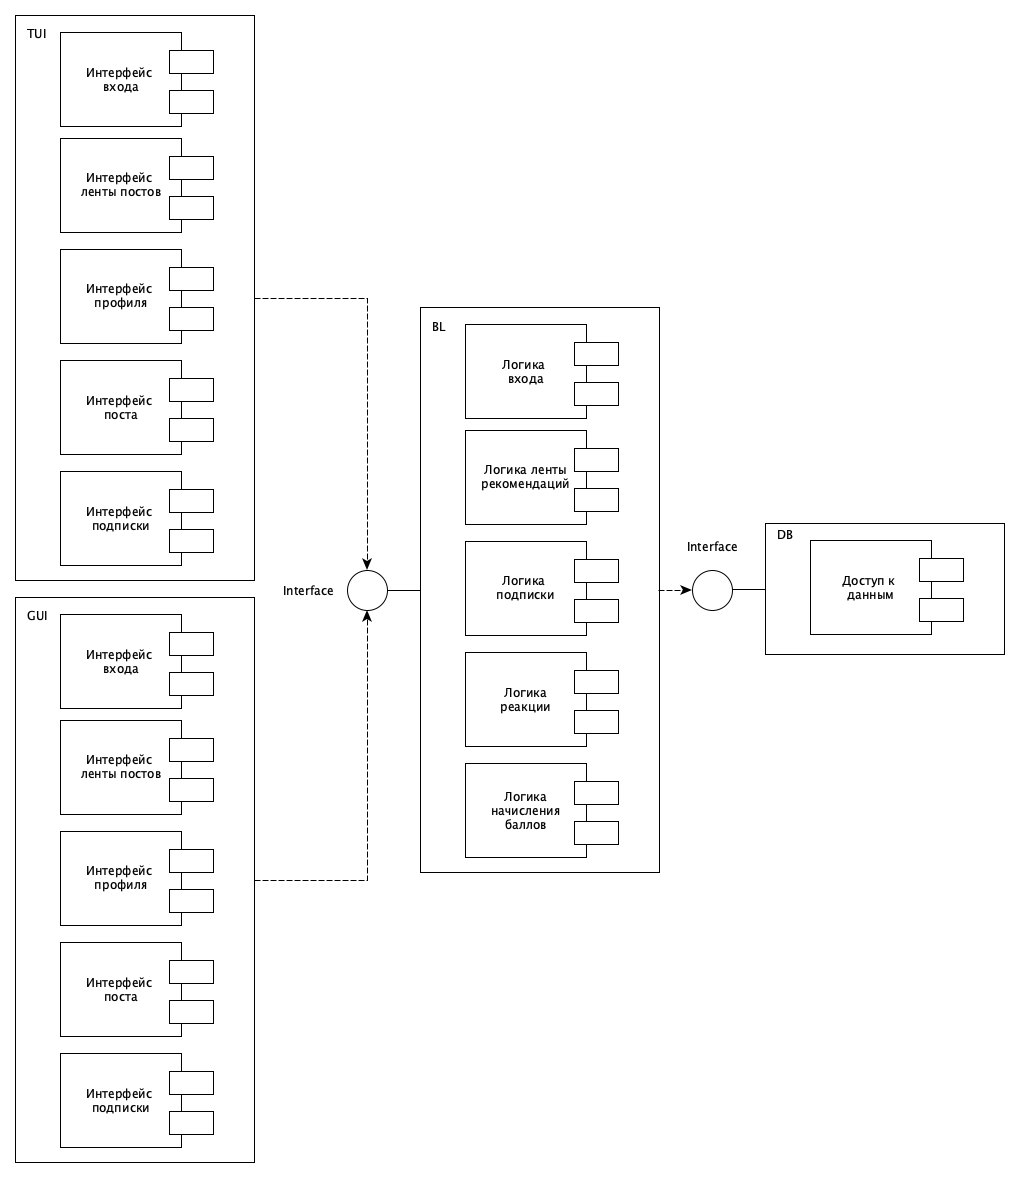 TUI
Интерфейс
входа
Интерфейс
ленты постов
Интерфейс
профиля
Интерфейс
поста
Интерфейс
подписки
GUI
Интерфейс
входа
Интерфейс
ленты постов
Интерфейс
профиля
Интерфейс
поста
Интерфейс
подписки
Interface
BL
Логика
входа
Логика ленты
рекомендаций
Логика
подписки
Логика
реакции
Логика
начисления
баллов
Interface
DB
Доступ к
данным